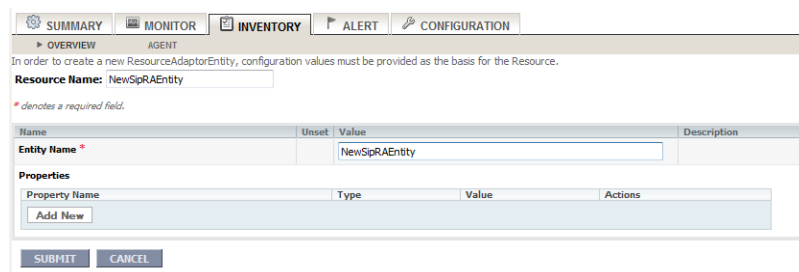 SUMMARY MONITOR INVENTORY ALERT CONFIGURATION
OVERVIEW AGENT
In order to create a new ResourceAdaptorEntity, configuration values must be provided as the basis for the Resource.
Resource Name: NewSipRAEntity
* denotes a required field.
Name Unset Value Description
Entity Name * NewSipRAEntity
Properties
Property Name Type Value Actions
Add New
SUBMIT CANCEL